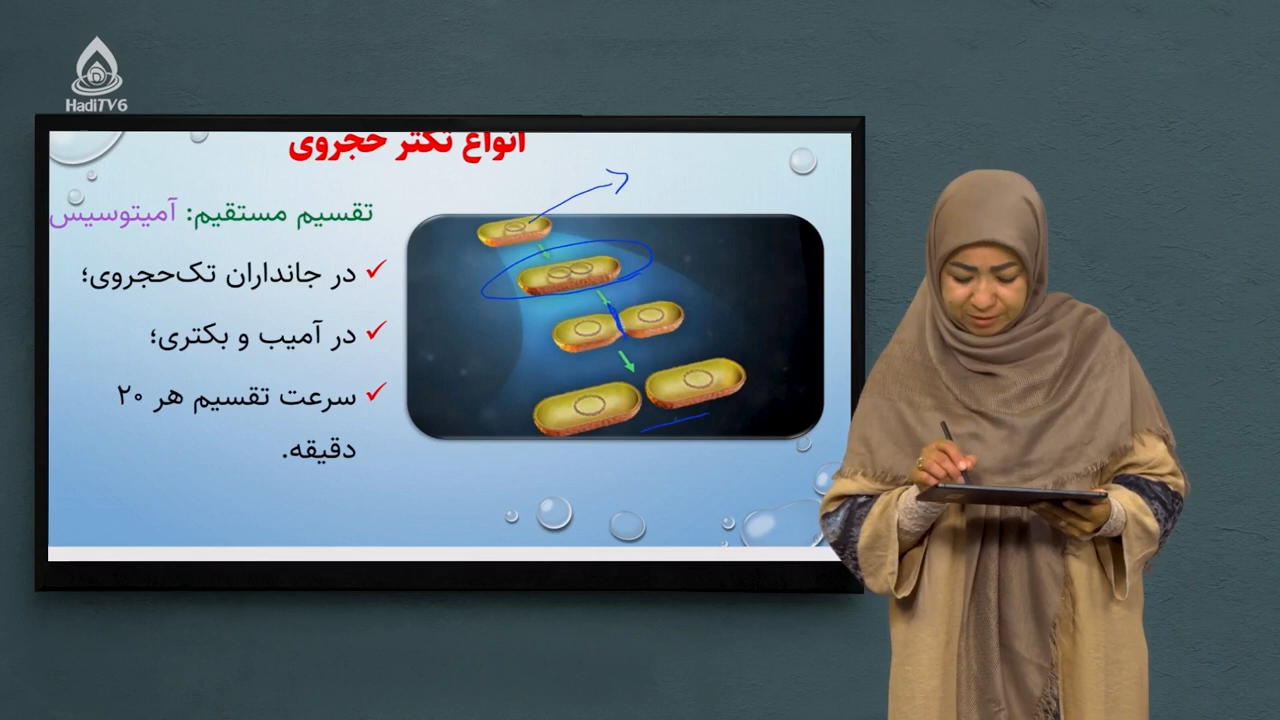 HadiTV6
انواع تکثر حجروی
تقسیم مستقیم: آمیتوسیس
در جانداران تک‌حجروی؛
در آمیب و بکتری؛
سرعت تقسیم هر ۲۰
دقیقه.